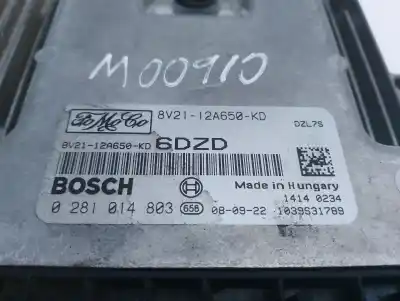 M00910
FoMoCo 8V21-12A650-KD DZL7S
8V21-12A650-KD 6DZD
BOSCH Made in Hungary
1414 0234
0 281 014 803 656 08-09-22 1039S31789